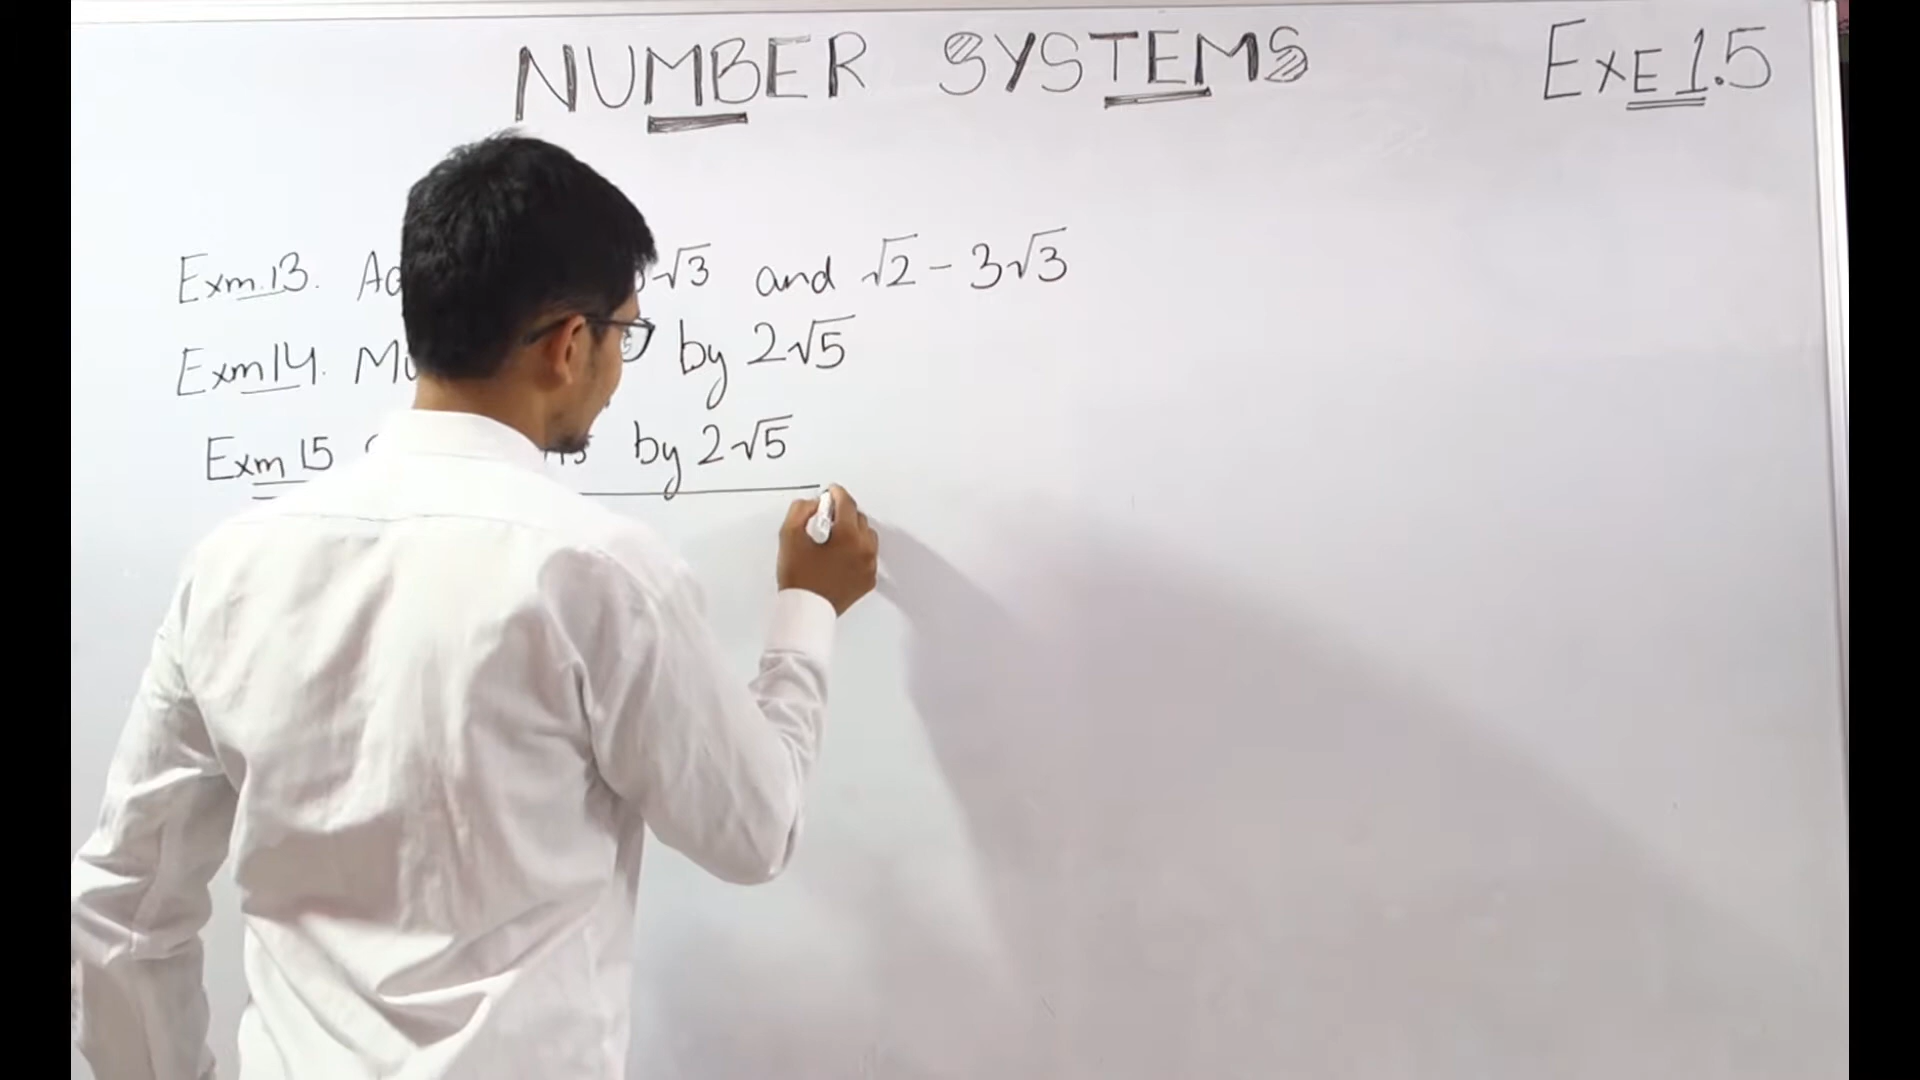 NUMBER SYSTEMS EXE 1.5
Exm.13. √3 and √2 - 3√3
Exm14. by 2√5
Exm 15 by 2√5